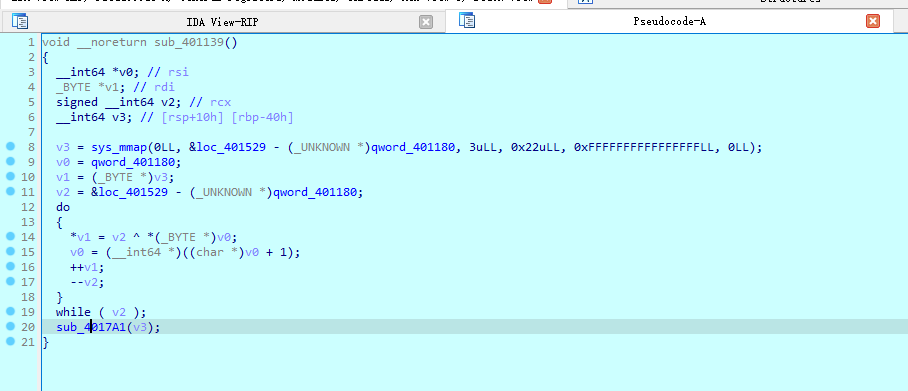 IDA View-RIP
Pseudocode-A
1 void __noreturn sub_401139()
2 {
3 __int64 *v0; // rsi
4 _BYTE *v1; // rdi
5 signed __int64 v2; // rcx
6 __int64 v3; // [rsp+10h] [rbp-40h]
7
8 v3 = sys_mmap(0LL, &loc_401529 - (_UNKNOWN *)qword_401180, 3uLL, 0x22uLL, 0xFFFFFFFFFFFFFFFFLL, 0LL);
9 v0 = qword_401180;
10 v1 = (_BYTE *)v3;
11 v2 = &loc_401529 - (_UNKNOWN *)qword_401180;
12 do
13 {
14 *v1 = v2 ^ *(_BYTE *)v0;
15 v0 = (__int64 *)((char *)v0 + 1);
16 ++v1;
17 --v2;
18 }
19 while ( v2 );
20 sub_4017A1(v3);
21 }